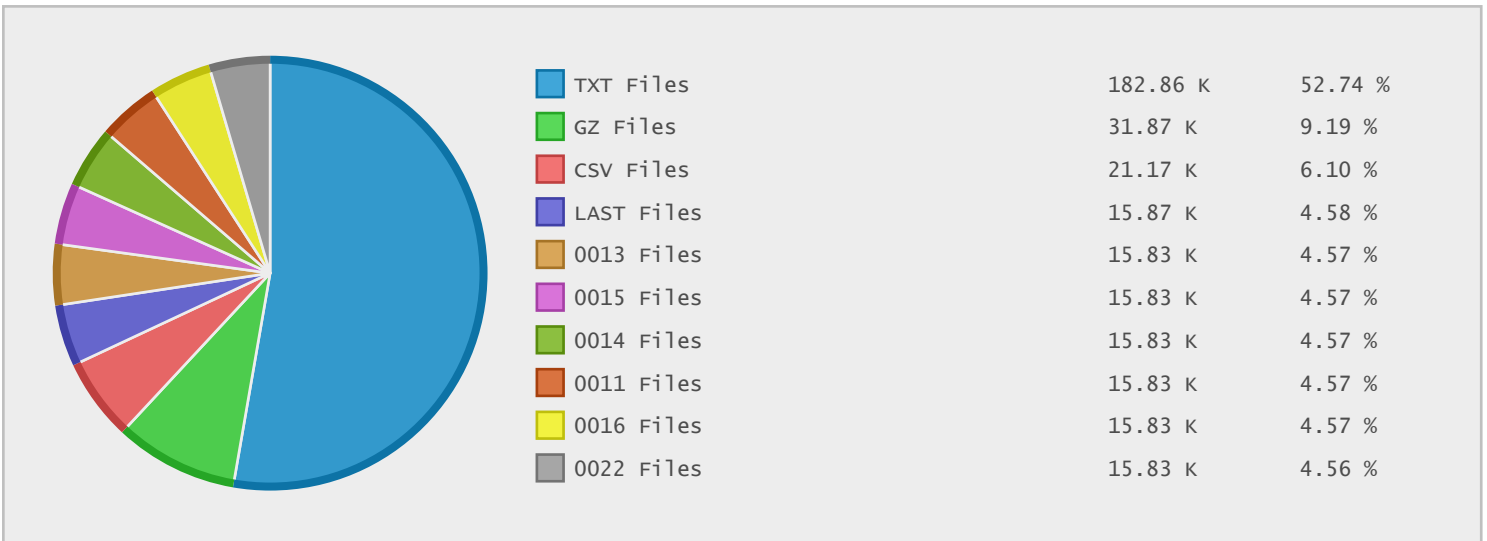 TXT Files 182.86 K 52.74 %
GZ Files 31.87 K 9.19 %
CSV Files 21.17 K 6.10 %
LAST Files 15.87 K 4.58 %
0013 Files 15.83 K 4.57 %
0015 Files 15.83 K 4.57 %
0014 Files 15.83 K 4.57 %
0011 Files 15.83 K 4.57 %
0016 Files 15.83 K 4.57 %
0022 Files 15.83 K 4.56 %